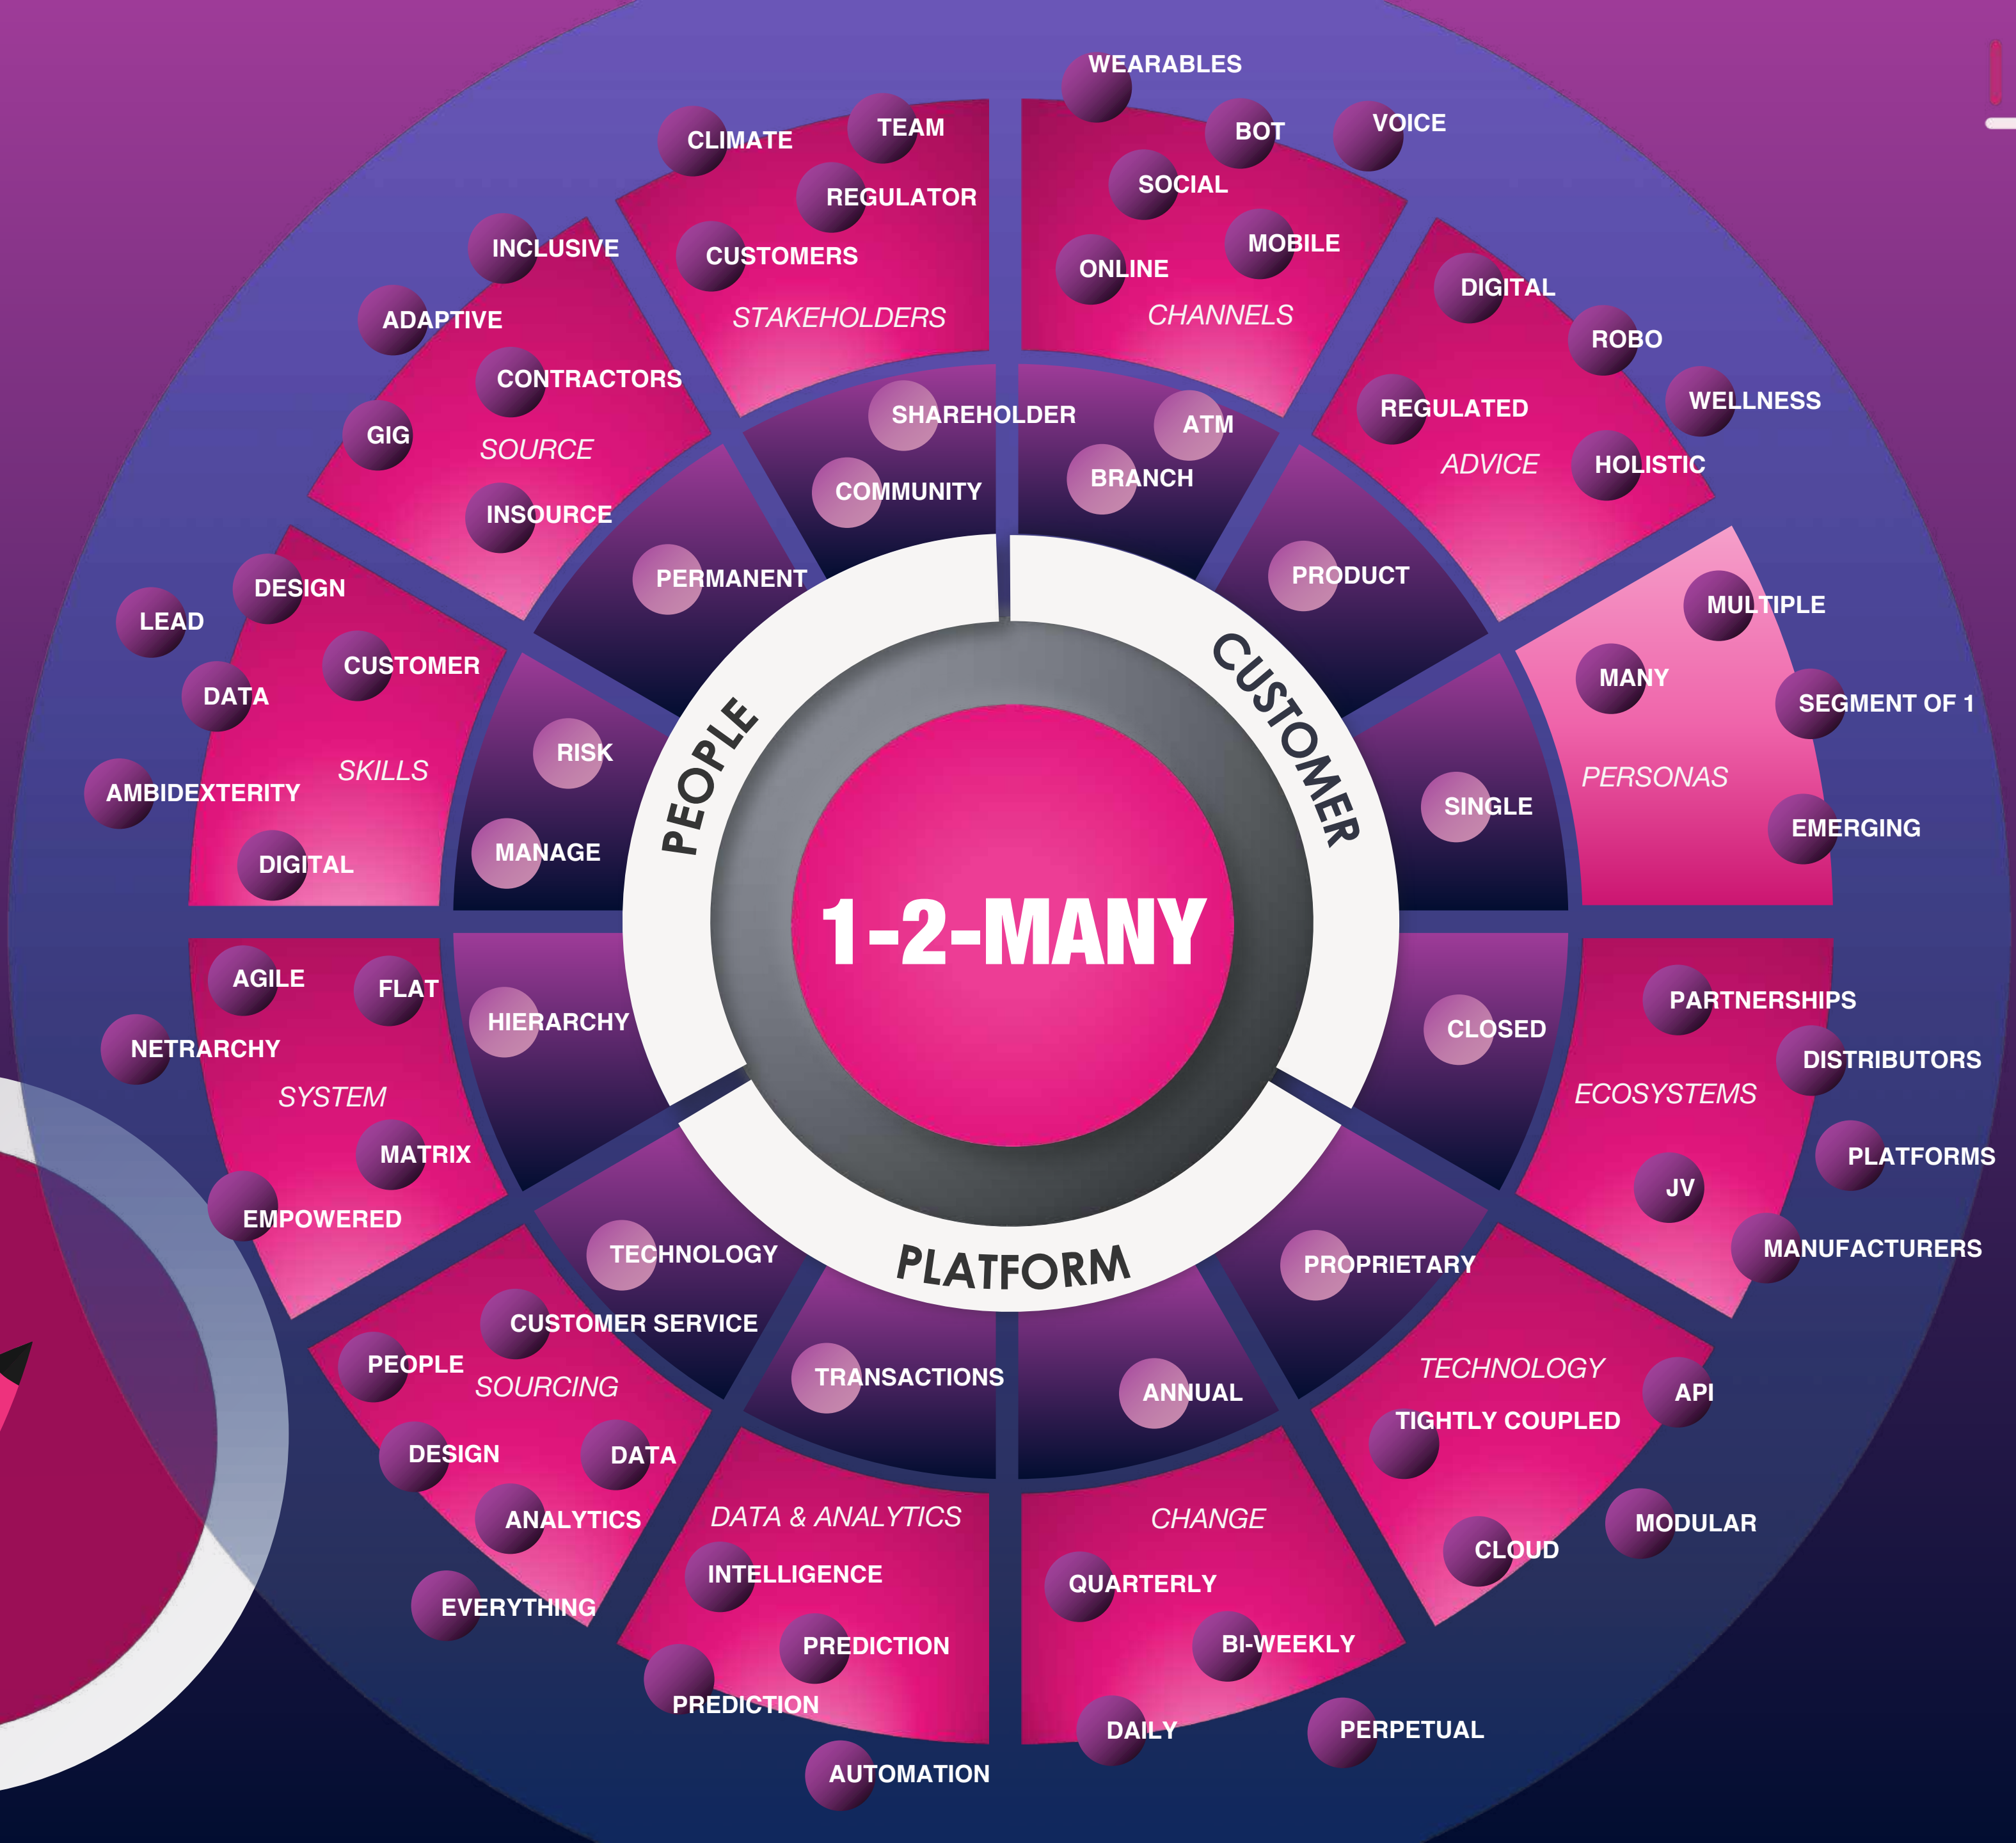 WEARABLES
BOT
VOICE
SOCIAL
MOBILE
ONLINE
CHANNELS
ATM
BRANCH
DIGITAL
ROBO
WELLNESS
REGULATED
HOLISTIC
ADVICE
PRODUCT
MULTIPLE
MANY
SEGMENT OF 1
PERSONAS
EMERGING
SINGLE
PARTNERSHIPS
DISTRIBUTORS
ECOSYSTEMS
PLATFORMS
JV
MANUFACTURERS
CLOSED
TECHNOLOGY
API
TIGHTLY COUPLED
MODULAR
CLOUD
PROPRIETARY
CHANGE
QUARTERLY
BI-WEEKLY
DAILY
PERPETUAL
ANNUAL
DATA & ANALYTICS
INTELLIGENCE
PREDICTION
PREDICTION
AUTOMATION
TRANSACTIONS
CUSTOMER SERVICE
PEOPLE
SOURCING
DESIGN
DATA
ANALYTICS
EVERYTHING
TECHNOLOGY
AGILE
FLAT
NETRARCHY
SYSTEM
MATRIX
EMPOWERED
HIERARCHY
DESIGN
LEAD
CUSTOMER
DATA
SKILLS
AMBIDEXTERITY
DIGITAL
RISK
MANAGE
INCLUSIVE
ADAPTIVE
CONTRACTORS
GIG
SOURCE
INSOURCE
PERMANENT
CLIMATE
TEAM
REGULATOR
CUSTOMERS
STAKEHOLDERS
SHAREHOLDER
COMMUNITY
PEOPLE
CUSTOMER
PLATFORM
1-2-MANY